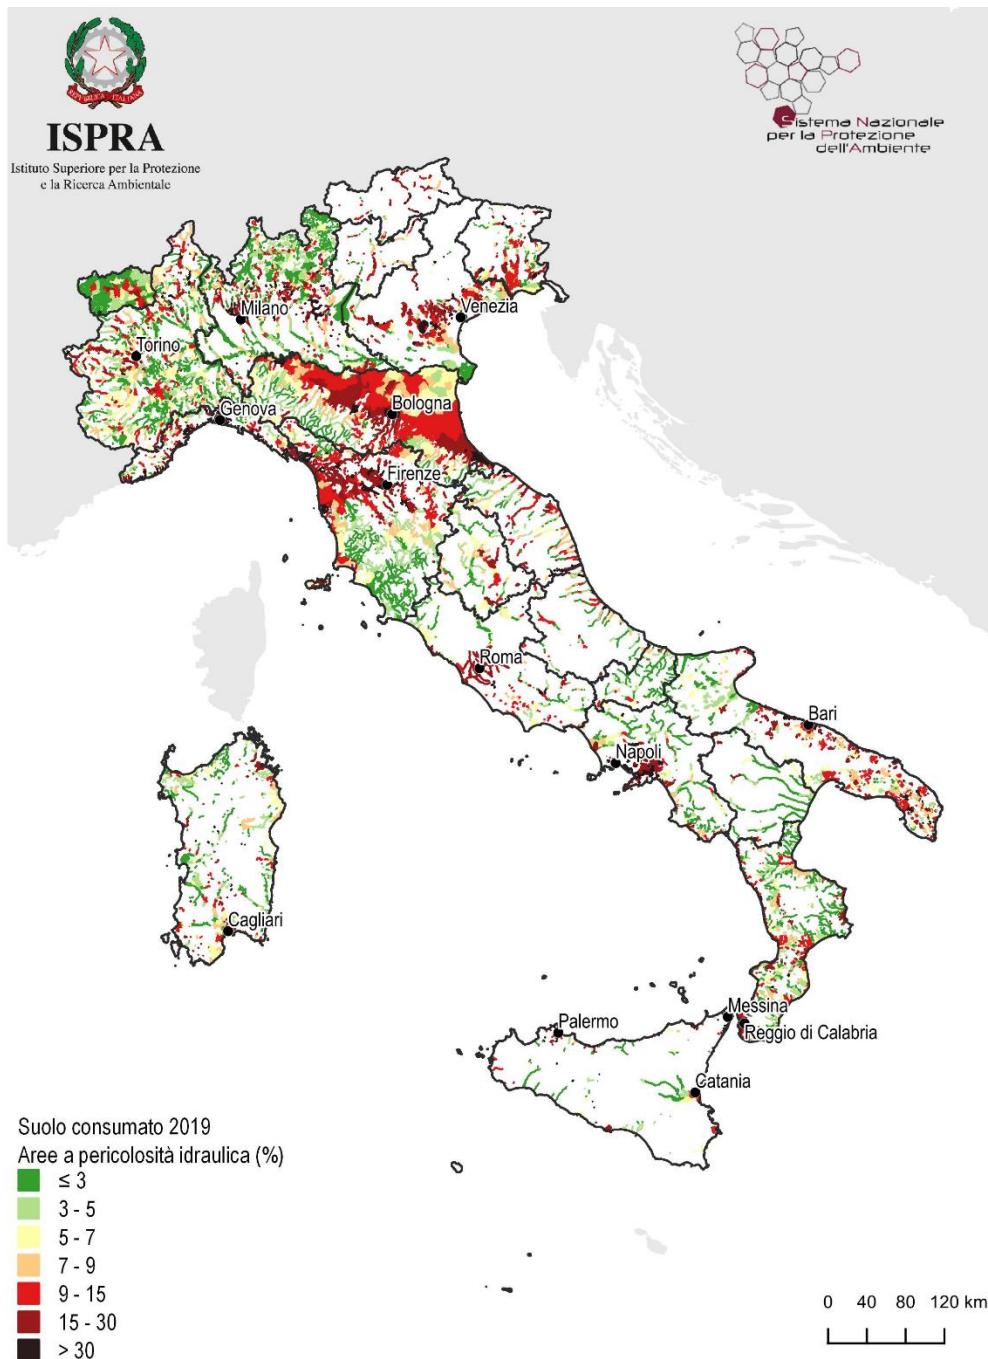 REPUBBLICA ITALIANA
ISPRA
Istituto Superiore per la Protezione
e la Ricerca Ambientale
Sistema Nazionale
per la Protezione
dell'Ambiente
Milano
Venezia
Torino
Genova
Bologna
Firenze
Roma
Bari
Napoli
Cagliari
Messina
Palermo
Reggio di Calabria
Catania
Suolo consumato 2019
Aree a pericolosità idraulica (%)
≤ 3
3 - 5
5 - 7
7 - 9
9 - 15
15 - 30
> 30
0 40 80 120 km